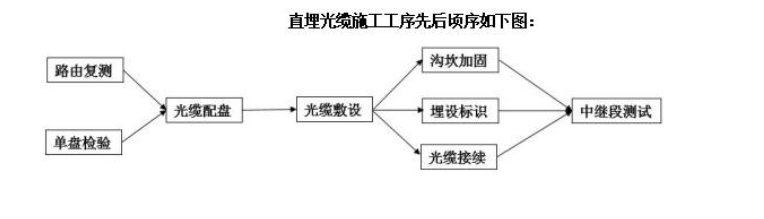 直埋光缆施工工序先后顷序如下图：
沟坎加固
路由复测
光缆配盘
光缆敷设
埋设标识
中继段测试
单盘检验
光缆接续